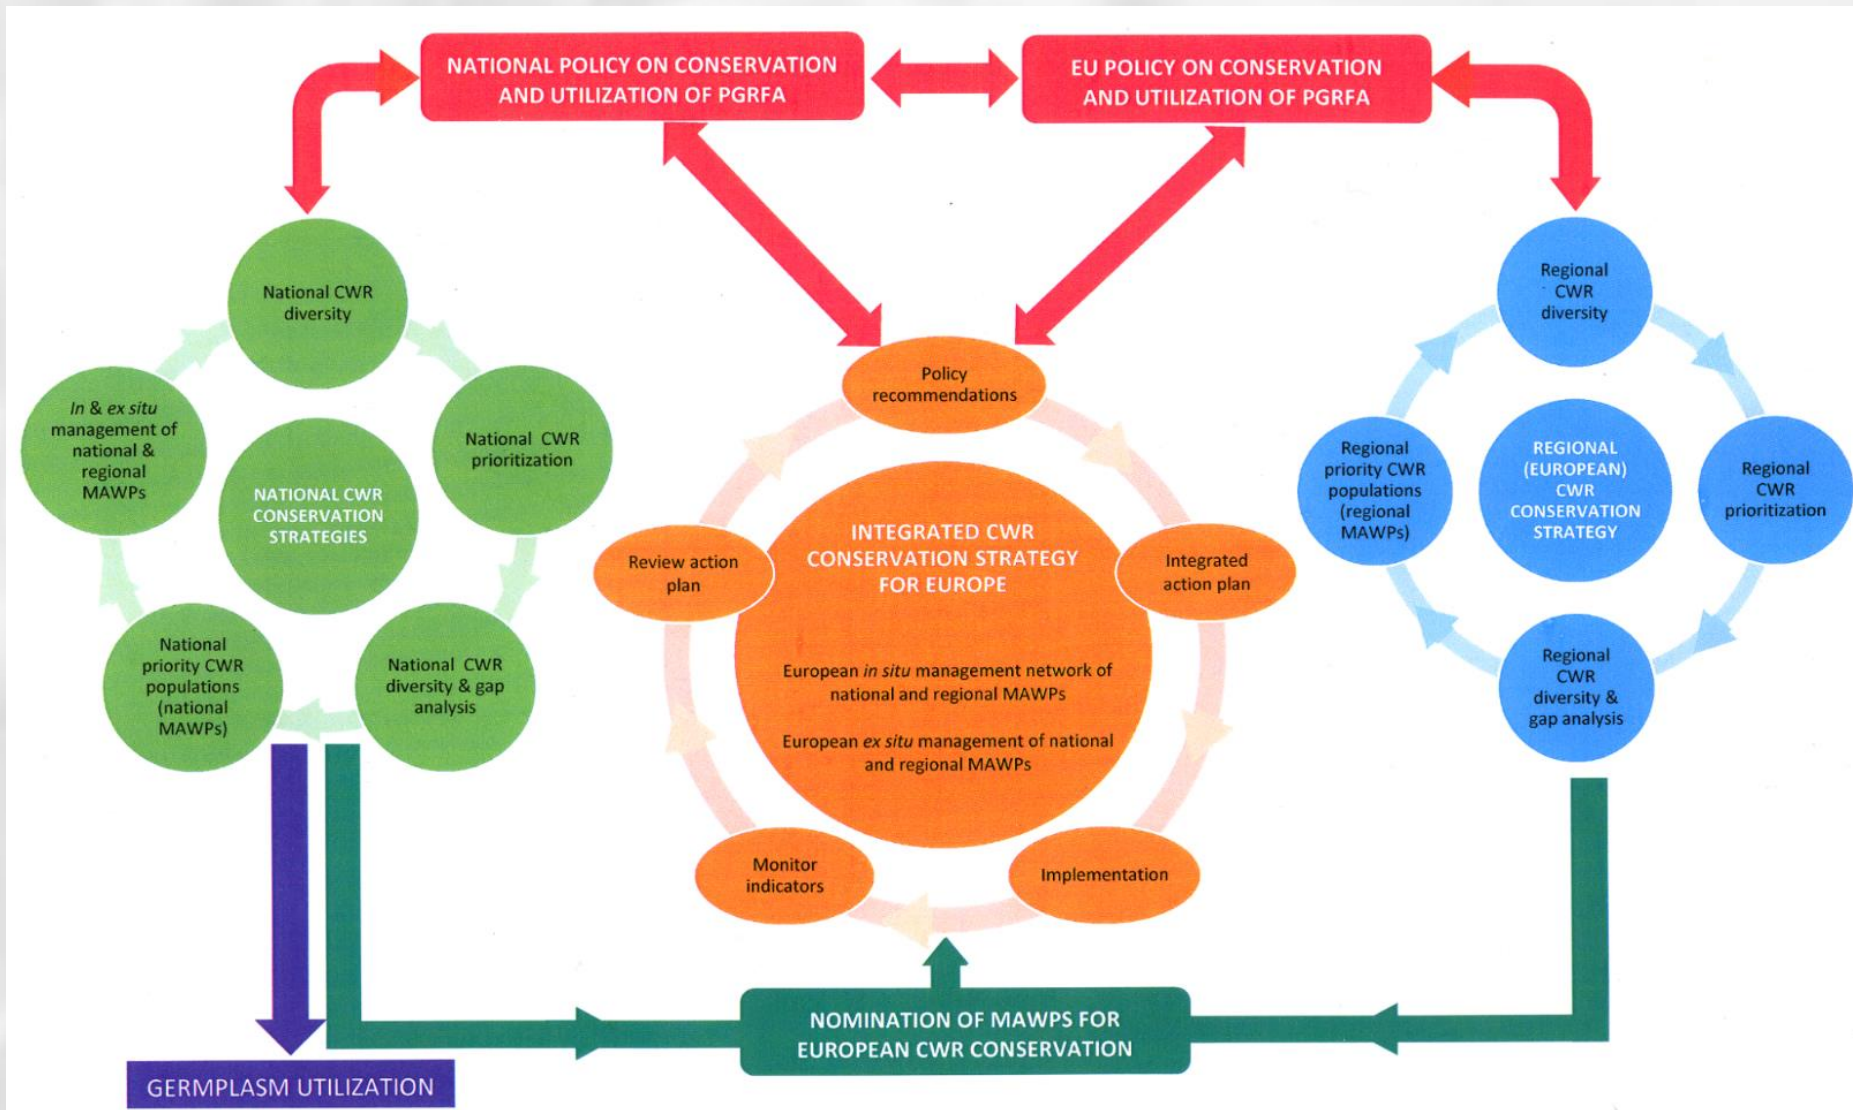 NATIONAL POLICY ON CONSERVATION
AND UTILIZATION OF PGRFA
EU POLICY ON CONSERVATION
AND UTILIZATION OF PGRFA
National CWR
diversity
National CWR
prioritization
National CWR
diversity & gap
analysis
National
priority CWR
populations
(national
MAWPs)
In & ex situ
management of
national &
regional
MAWPs
NATIONAL CWR
CONSERVATION
STRATEGIES
Policy
recommendations
Integrated
action plan
Implementation
Monitor
indicators
Review action
plan
INTEGRATED CWR
CONSERVATION STRATEGY
FOR EUROPE
European in situ management network of
national and regional MAWPs
European ex situ management of national
and regional MAWPs
Regional
CWR
diversity
Regional
CWR
prioritization
Regional
CWR
diversity &
gap analysis
Regional
priority CWR
populations
(regional
MAWPs)
REGIONAL
(EUROPEAN)
CWR
CONSERVATION
STRATEGY
NOMINATION OF MAWPS FOR
EUROPEAN CWR CONSERVATION
GERMPLASM UTILIZATION